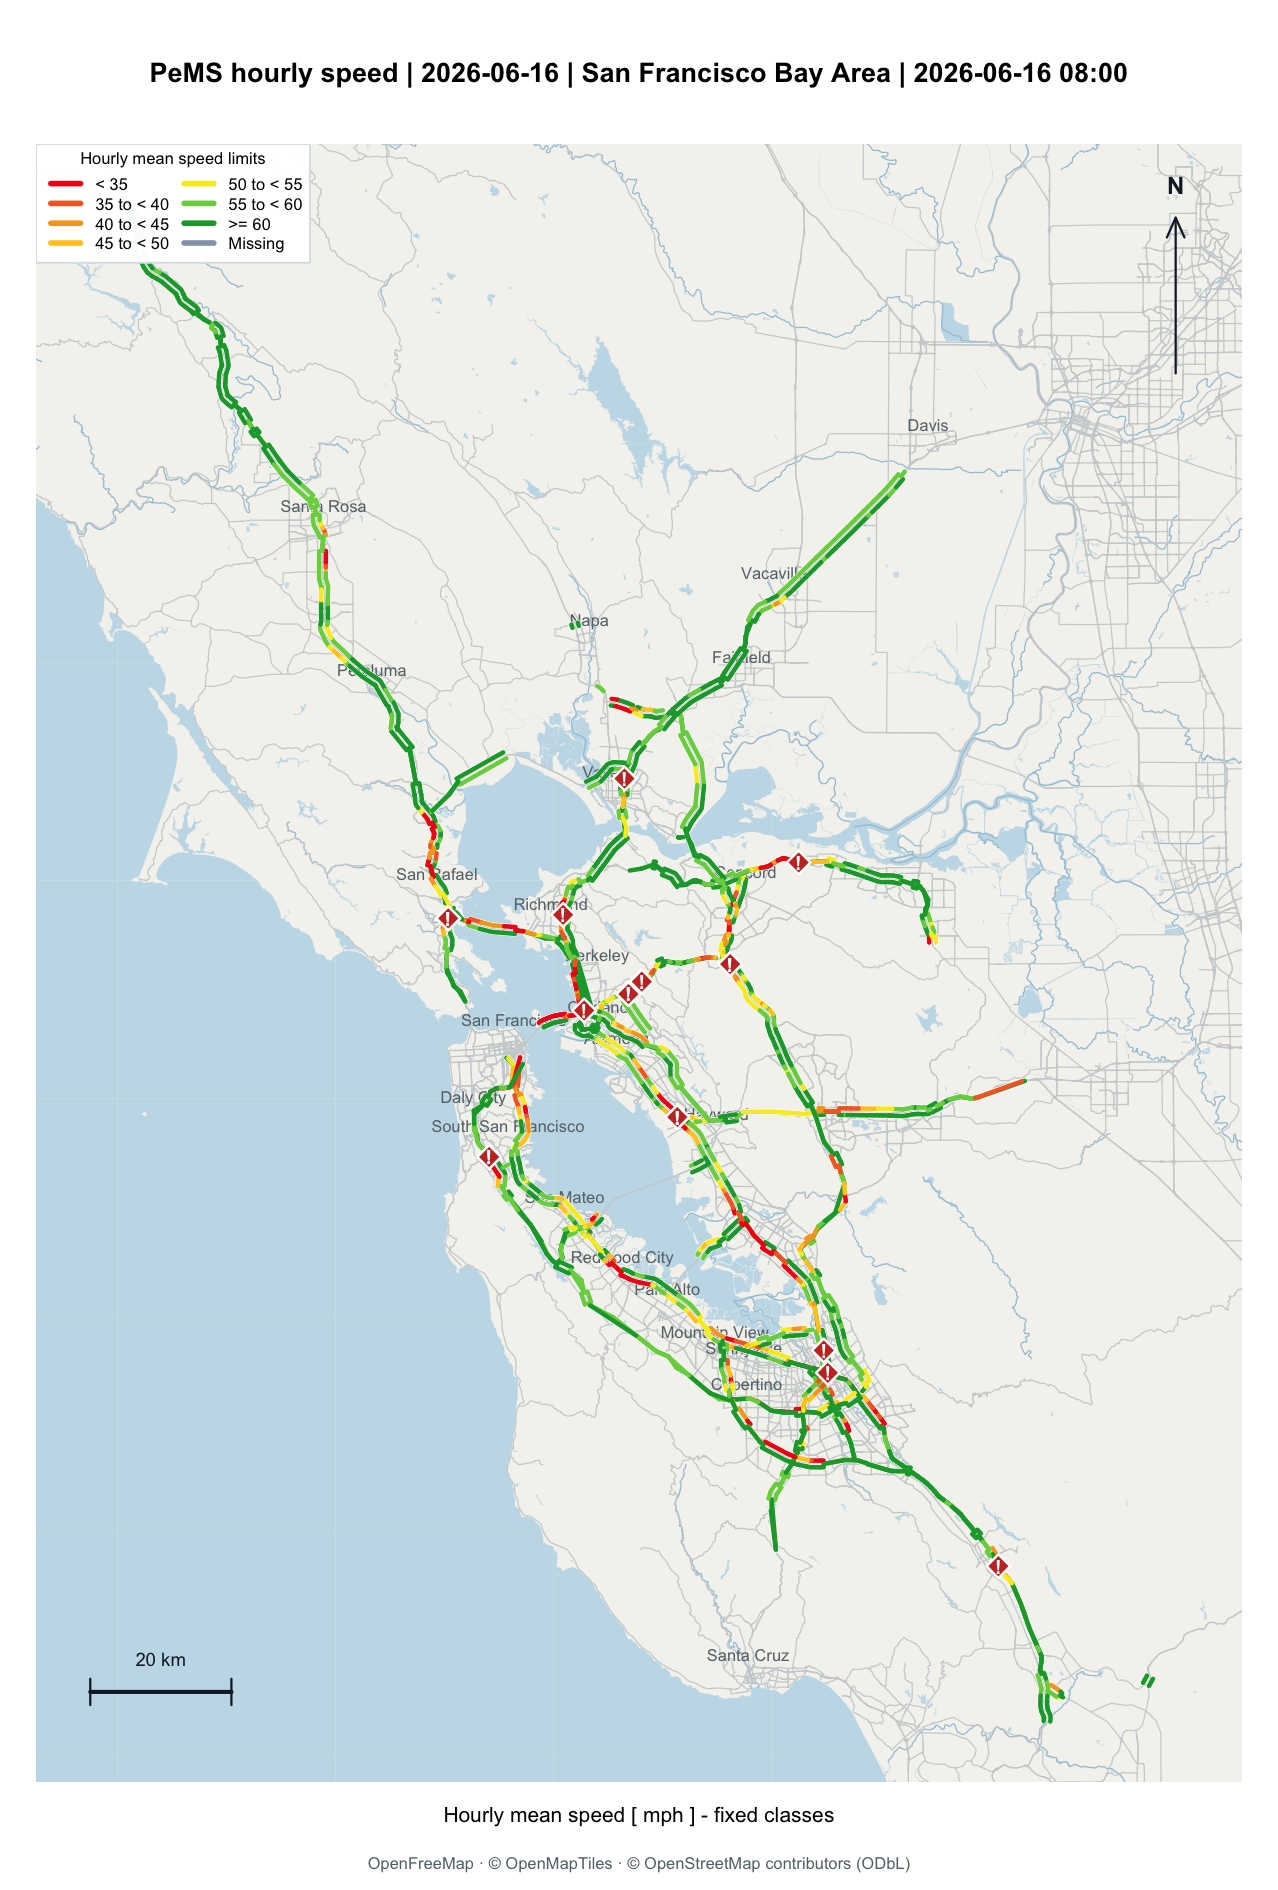 PeMS hourly speed | 2026-06-16 | San Francisco Bay Area | 2026-06-16 08:00
Hourly mean speed limits
< 35
50 to < 55
35 to < 40
55 to < 60
40 to < 45
>= 60
45 to < 50
Missing
N
Davis
Santa Rosa
Vacaville
Napa
Fairfield
Petaluma
Concord
San Rafael
Richmond
Berkeley
Oakland
San Francisco
Alameda
Daly City
Hayward
South San Francisco
San Mateo
Redwood City
Palo Alto
Mountain View
Sunnyvale
Cupertino
Santa Cruz
20 km
Hourly mean speed [ mph ] - fixed classes
OpenFreeMap · © OpenMapTiles · © OpenStreetMap contributors (ODbL)